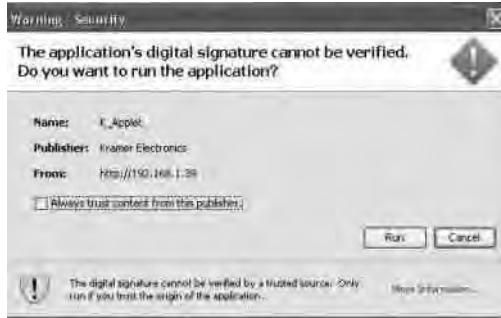 Warning - Security
The application's digital signature cannot be verified.
Do you want to run the application?
Name: K_Applet
Publisher: Kramer Electronics
From: http://192.168.1.39
Always trust content from this publisher.
Run Cancel
The digital signature cannot be verified by a trusted source. Only
run if you trust the origin of the application.
More Information...